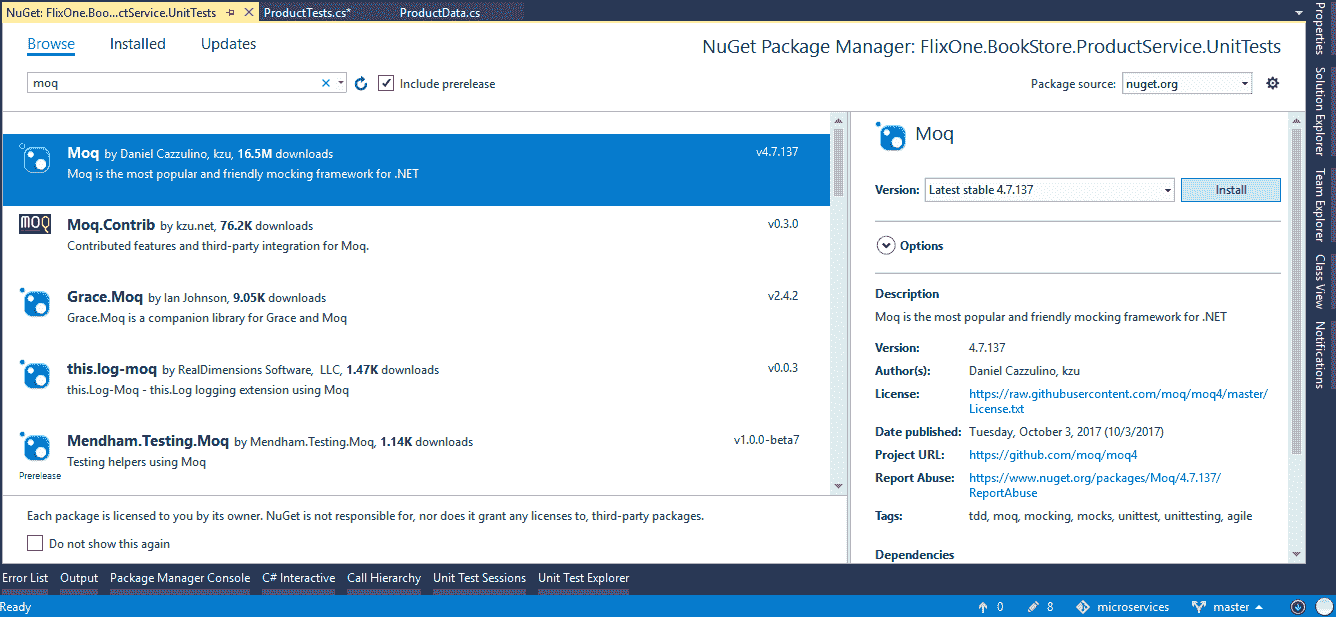 NuGet: FlixOne.Boo...ctService.UnitTests
ProductTests.cs*
ProductData.cs
Browse
Installed
Updates
NuGet Package Manager: FlixOne.BookStore.ProductService.UnitTests
moq
Include prerelease
Package source: nuget.org
Moq by Daniel Cazzulino, kzu, 16.5M downloads
v4.7.137
Moq is the most popular and friendly mocking framework for .NET
MOQ
Moq.Contrib by kzu.net, 76.2K downloads
v0.3.0
Contributed features and third-party integration for Moq.
Grace.Moq by Ian Johnson, 9.05K downloads
v2.4.2
Grace.Moq is a companion library for Grace and Moq
this.log-moq by RealDimensions Software, LLC, 1.47K downloads
v0.0.3
this.Log-Moq - this.Log logging extension using Moq
Mendham.Testing.Moq by Mendham.Testing.Moq, 1.14K downloads
v1.0.0-beta7
Testing helpers using Moq
Prerelease
Each package is licensed to you by its owner. NuGet is not responsible for, nor does it grant any licenses to, third-party packages.
Do not show this again
Moq
Version: Latest stable 4.7.137
Install
Options
Description
Moq is the most popular and friendly mocking framework for .NET
Version: 4.7.137
Author(s): Daniel Cazzulino, kzu
License: https://raw.githubusercontent.com/moq/moq4/master/
License.txt
Date published: Tuesday, October 3, 2017 (10/3/2017)
Project URL: https://github.com/moq/moq4
Report Abuse: https://www.nuget.org/packages/Moq/4.7.137/
ReportAbuse
Tags: tdd, moq, mocking, mocks, unittest, unittesting, agile
Dependencies
Properties
Solution Explorer
Team Explorer
Class View
Notifications
Error List
Output
Package Manager Console
C# Interactive
Call Hierarchy
Unit Test Sessions
Unit Test Explorer
Ready
0
8
microservices
master